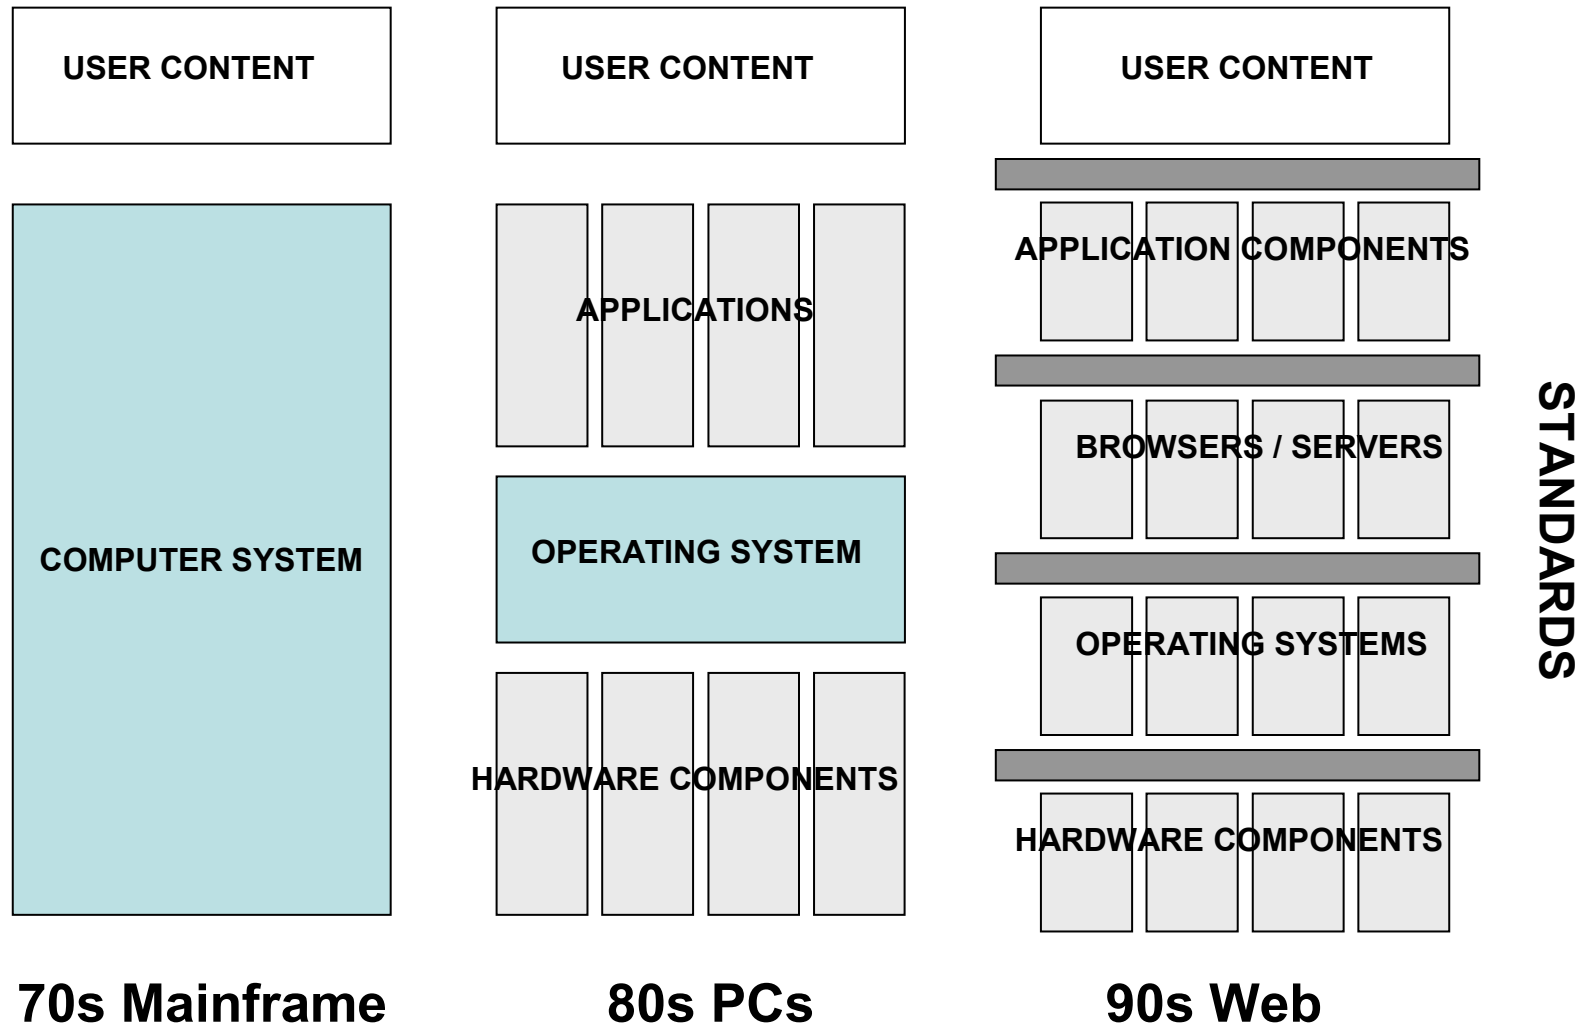 USER CONTENT
COMPUTER SYSTEM
70s Mainframe
USER CONTENT
APPLICATIONS
OPERATING SYSTEM
HARDWARE COMPONENTS
80s PCs
USER CONTENT
APPLICATION COMPONENTS
BROWSERS / SERVERS
OPERATING SYSTEMS
HARDWARE COMPONENTS
90s Web
STANDARDS